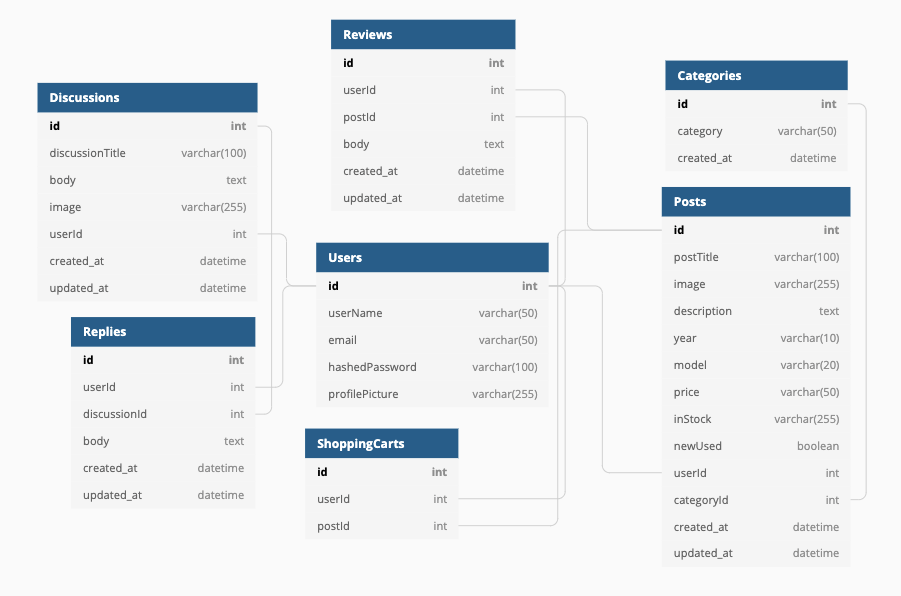 Reviews
id int
userId int
postId int
body text
created_at datetime
updated_at datetime
Categories
id int
category varchar(50)
created_at datetime
Discussions
id int
discussionTitle varchar(100)
body text
image varchar(255)
userId int
created_at datetime
updated_at datetime
Posts
id int
postTitle varchar(100)
image varchar(255)
description text
year varchar(10)
model varchar(20)
price varchar(50)
inStock varchar(255)
newUsed boolean
userId int
categoryId int
created_at datetime
updated_at datetime
Users
id int
userName varchar(50)
email varchar(50)
hashedPassword varchar(100)
profilePicture varchar(255)
Replies
id int
userId int
discussionId int
body text
created_at datetime
updated_at datetime
ShoppingCarts
id int
userId int
postId int